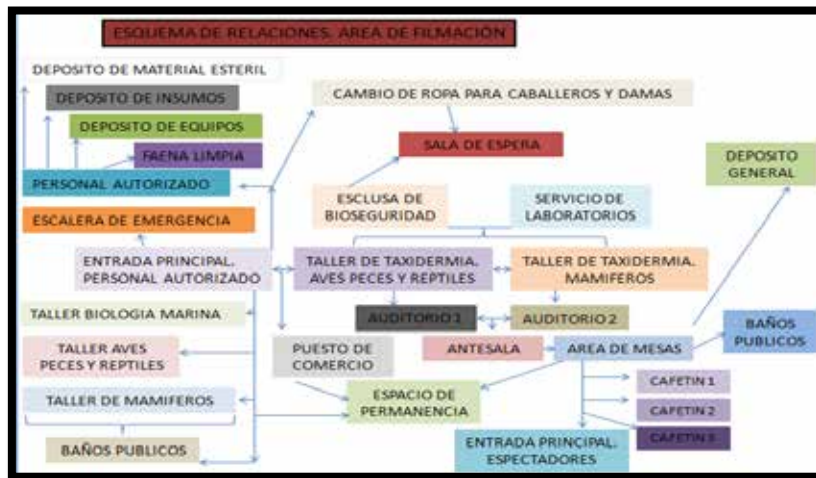 ESQUEMA DE RELACIONES. AREA DE FILMACIÓN
DEPOSITO DE MATERIAL ESTERIL
DEPOSITO DE INSUMOS
DEPOSITO DE EQUIPOS
FAENA LIMPIA
PERSONAL AUTORIZADO
ESCALERA DE EMERGENCIA
ENTRADA PRINCIPAL.
PERSONAL AUTORIZADO
TALLER BIOLOGIA MARINA
TALLER AVES
PECES Y REPTILES
TALLER DE MAMIFEROS
BAÑOS PUBLICOS
CAMBIO DE ROPA PARA CABALLEROS Y DAMAS
SALA DE ESPERA
ESCLUSA DE
BIOSEGURIDAD
SERVICIO DE
LABORATORIOS
TALLER DE TAXIDERMIA.
AVES PECES Y REPTILES
TALLER DE TAXIDERMIA.
MAMIFEROS
AUDITORIO 1
AUDITORIO 2
PUESTO DE
COMERCIO
ANTESALA
AREA DE MESAS
ESPACIO DE
PERMANENCIA
ENTRADA PRINCIPAL.
ESPECTADORES
DEPOSITO
GENERAL
BAÑOS
PUBLICOS
CAFETIN 1
CAFETIN 2
CAFETIN 3